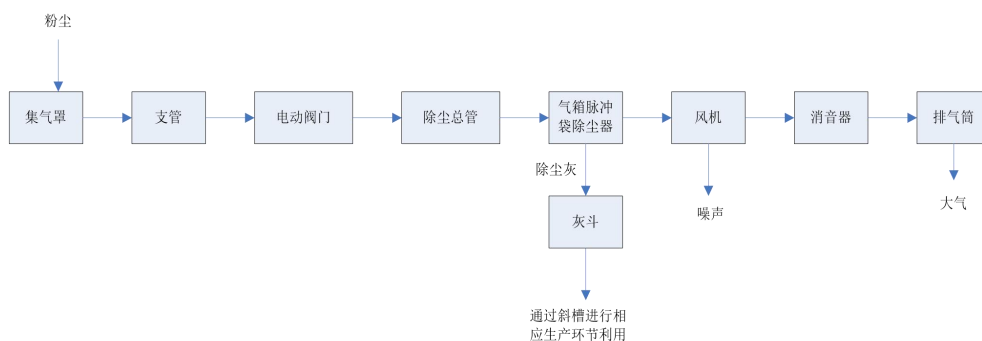 粉尘
集气罩
支管
电动阀门
除尘总管
气箱脉冲
袋除尘器
风机
消音器
排气筒
除尘灰
噪声
大气
灰斗
通过斜槽进行相
应生产环节利用